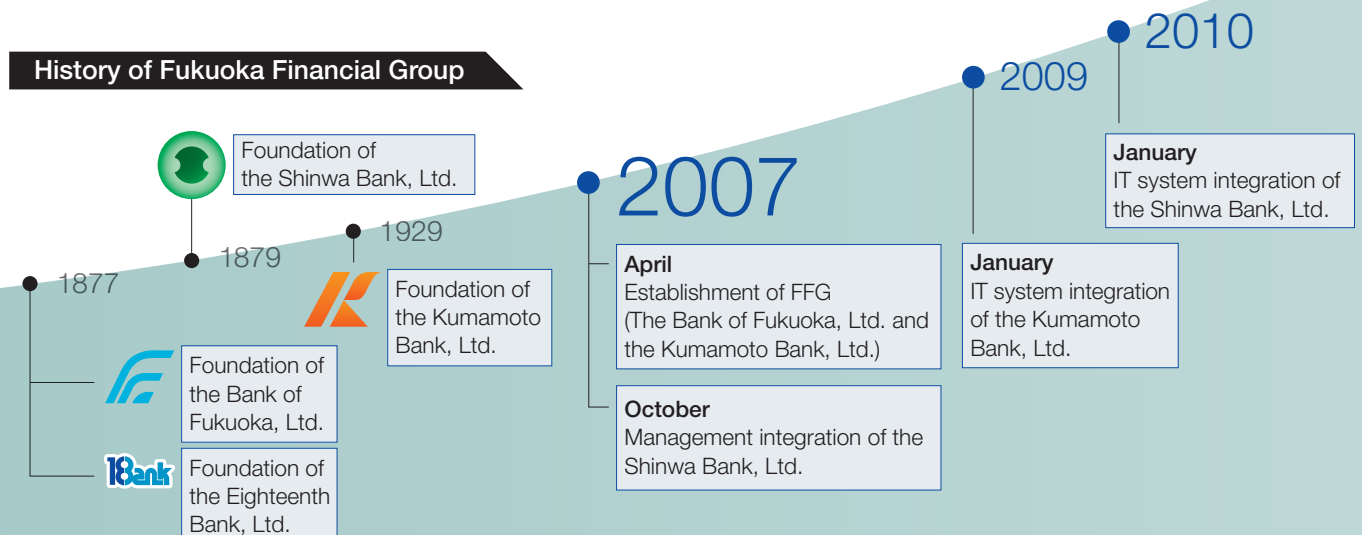 History of Fukuoka Financial Group
1877
Foundation of
the Bank of
Fukuoka, Ltd.
18Bank
Foundation of
the Eighteenth
Bank, Ltd.
1879
Foundation of
the Shinwa Bank, Ltd.
1929
Foundation of
the Kumamoto
Bank, Ltd.
2007
April
Establishment of FFG
(The Bank of Fukuoka, Ltd. and
the Kumamoto Bank, Ltd.)
October
Management integration of the
Shinwa Bank, Ltd.
2009
January
IT system integration
of the Kumamoto
Bank, Ltd.
2010
January
IT system integration of
the Shinwa Bank, Ltd.